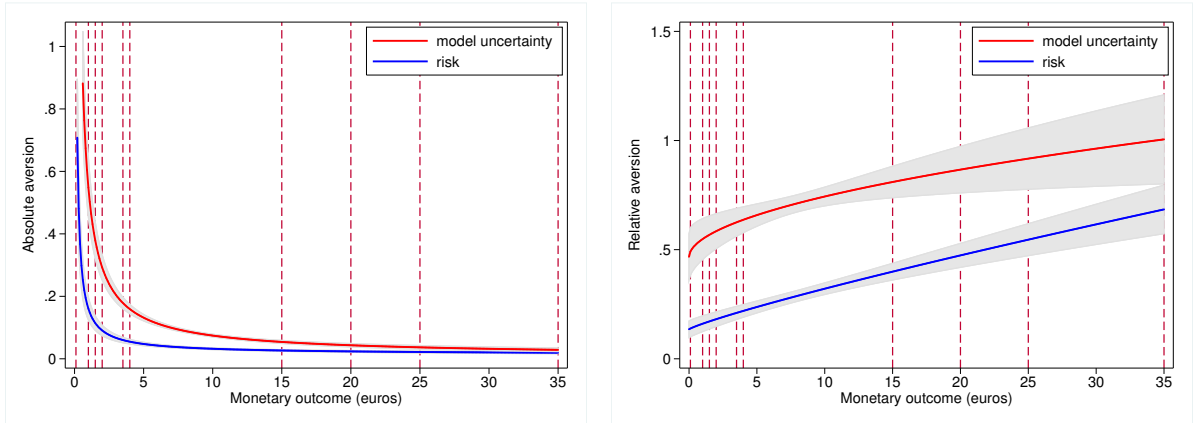 model uncertainty
risk
Absolute aversion
1
.8
.6
.4
.2
0
0 5 10 15 20 25 30 35
Monetary outcome (euros)
model uncertainty
risk
Relative aversion
1.5
1
.5
0
0 5 10 15 20 25 30 35
Monetary outcome (euros)